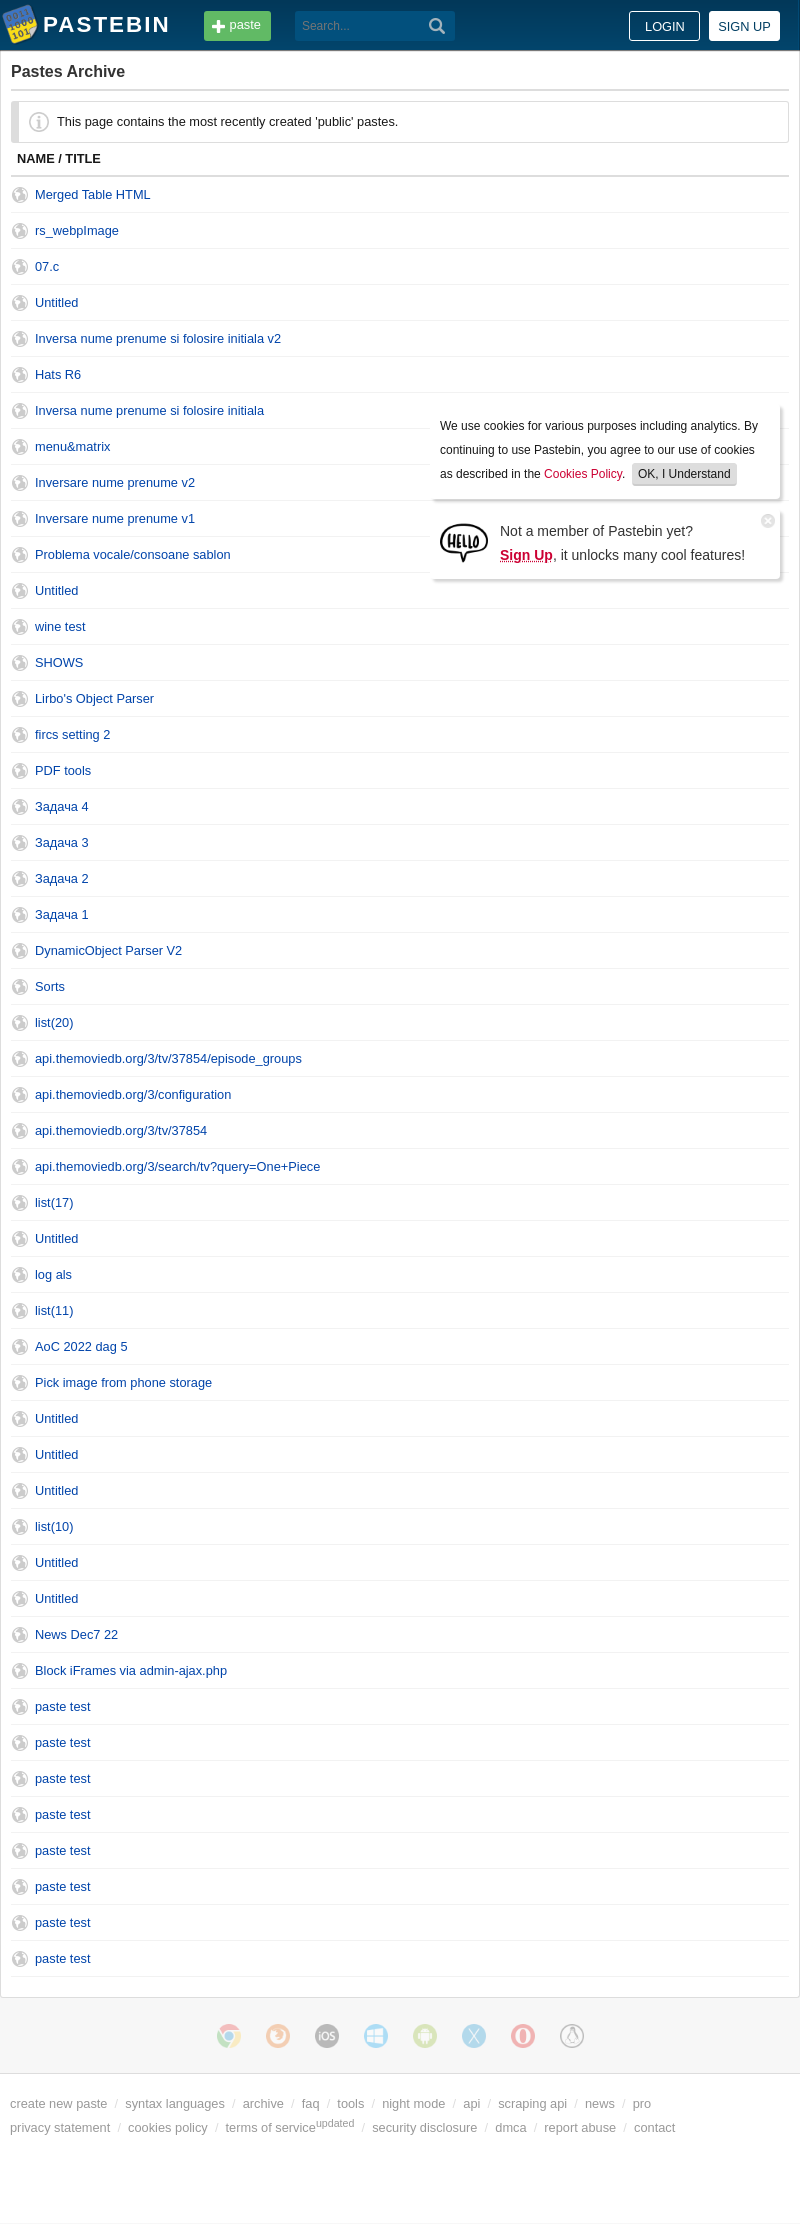 PASTEBIN paste Search... LOGIN SIGN UP
Pastes Archive
This page contains the most recently created 'public' pastes.
NAME / TITLE
Merged Table HTML
rs_webpImage
07.c
Untitled
Inversa nume prenume si folosire initiala v2
Hats R6
Inversa nume prenume si folosire initiala
menu&matrix
Inversare nume prenume v2
Inversare nume prenume v1
Problema vocale/consoane sablon
We use cookies for various purposes including analytics. By
continuing to use Pastebin, you agree to our use of cookies
as described in the Cookies Policy. OK, I Understand
HELLO
Not a member of Pastebin yet?
Sign Up, it unlocks many cool features!
Untitled
wine test
SHOWS
Lirbo's Object Parser
fircs setting 2
PDF tools
Задача 4
Задача 3
Задача 2
Задача 1
DynamicObject Parser V2
Sorts
list(20)
api.themoviedb.org/3/tv/37854/episode_groups
api.themoviedb.org/3/configuration
api.themoviedb.org/3/tv/37854
api.themoviedb.org/3/search/tv?query=One+Piece
list(17)
Untitled
log als
list(11)
AoC 2022 dag 5
Pick image from phone storage
Untitled
Untitled
Untitled
list(10)
Untitled
Untitled
News Dec7 22
Block iFrames via admin-ajax.php
paste test
paste test
paste test
paste test
paste test
paste test
paste test
paste test
iOS
create new paste / syntax languages / archive / faq / tools / night mode / api / scraping api / news / pro
privacy statement / cookies policy / terms of service updated / security disclosure / dmca / report abuse / contact